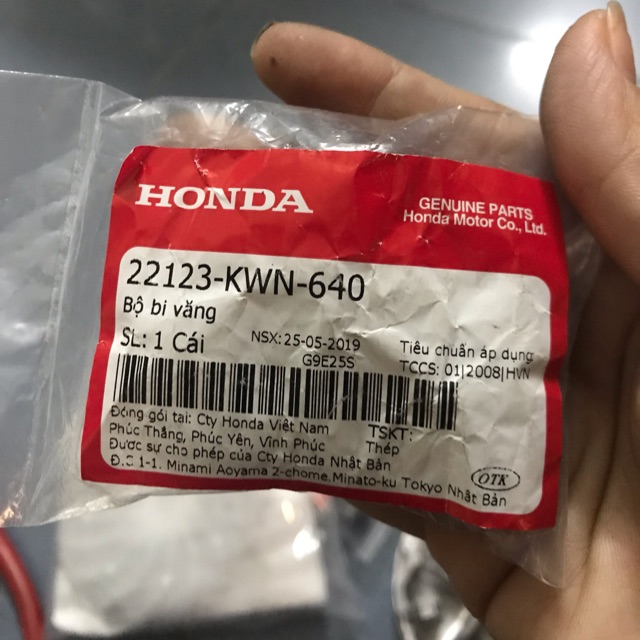 HONDA
GENUINE PARTS
Honda Motor Co., Ltd.
22123-KWN-640
Bộ bi văng
SL: 1 Cái
NSX: 25-05-2019
G9E25S
Tiêu chuẩn áp dụng
TCCS: 01|2008|HVN
Đóng gói tại: Cty Honda Việt Nam
Phúc Thắng, Phúc Yên, Vĩnh Phúc
Được sự cho phép của Cty Honda Nhật Bản
Đ.C 1-1. Minami Aoyama 2-chome.Minato-ku Tokyo Nhật Bản
TSKT:
Thép
OTK